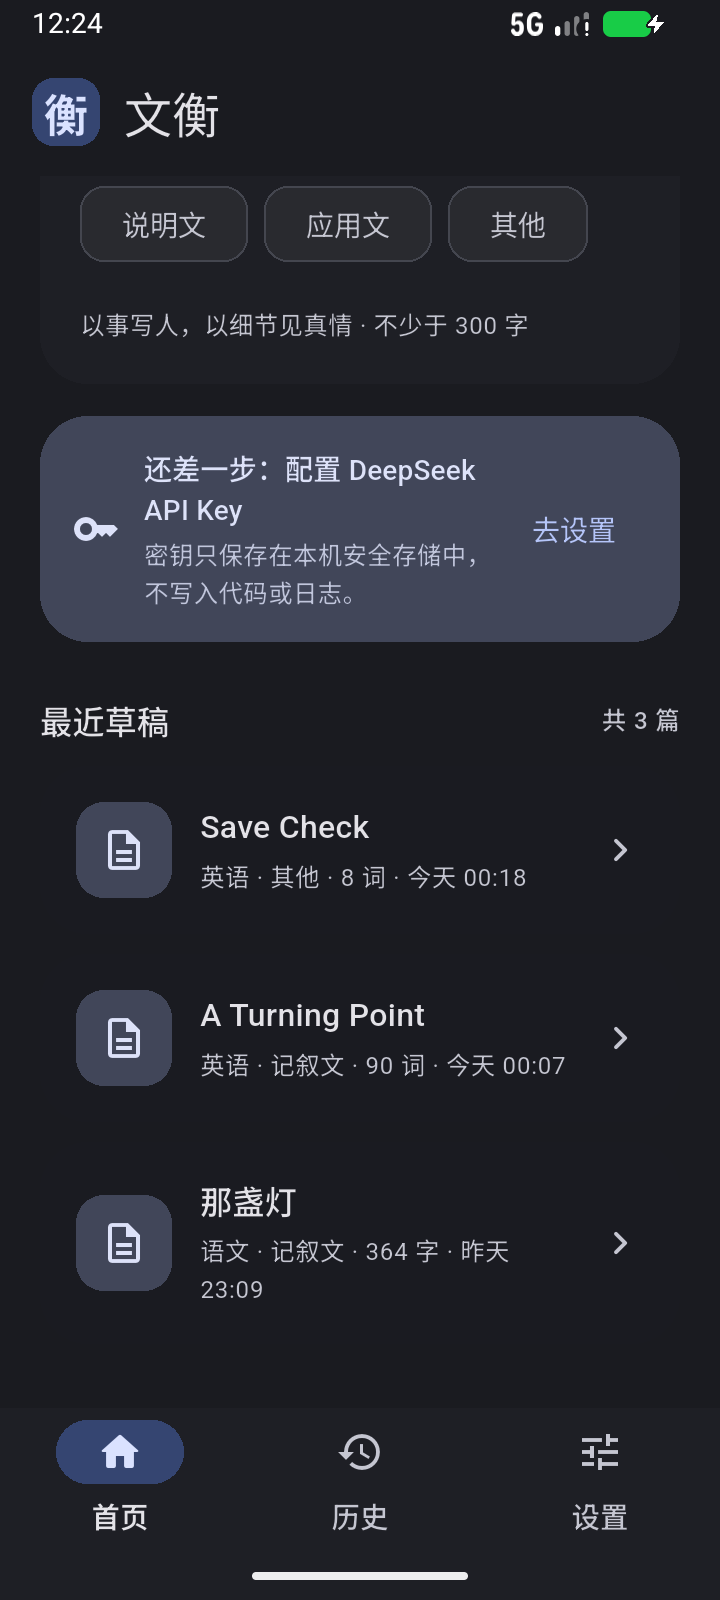 12:24
5G
衡 文衡
说明文 应用文 其他
以事写人，以细节见真情 · 不少于 300 字
还差一步：配置 DeepSeek
API Key
密钥只保存在本机安全存储中，
不写入代码或日志。
去设置
最近草稿 共 3 篇
Save Check
英语 · 其他 · 8 词 · 今天 00:18
A Turning Point
英语 · 记叙文 · 90 词 · 今天 00:07
那盏灯
语文 · 记叙文 · 364 字 · 昨天
23:09
首页 历史 设置